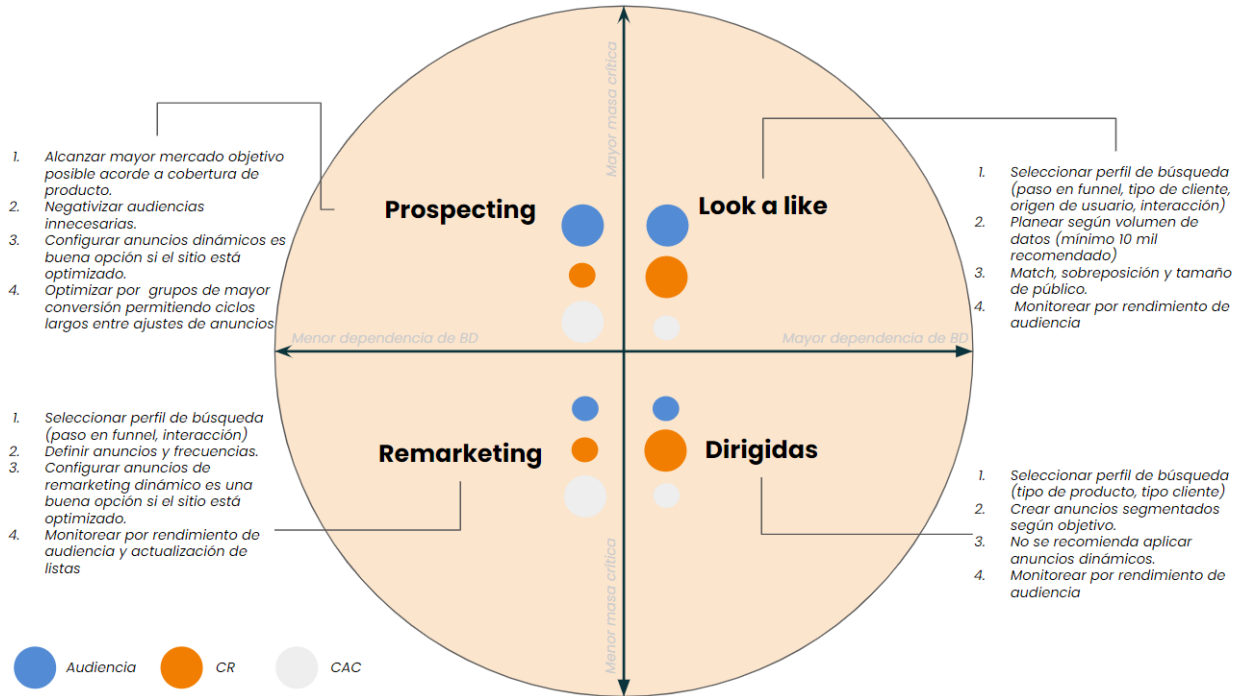 Mayor masa crítica
1. Alcanzar mayor mercado objetivo
posible acorde a cobertura de
producto.
2. Negativizar audiencias
innecesarias.
3. Configurar anuncios dinámicos es
buena opción si el sitio está
optimizado.
4. Optimizar por grupos de mayor
conversión permitiendo ciclos
largos entre ajustes de anuncios
Prospecting
Look a like
1. Seleccionar perfil de búsqueda
(paso en funnel, tipo de cliente,
origen de usuario, interacción)
2. Planear según volumen de
datos (mínimo 10 mil
recomendado)
3. Match, sobreposición y tamaño
de público.
4. Monitorear por rendimiento de
audiencia
Menor dependencia de BD
Mayor dependencia de BD
1. Seleccionar perfil de búsqueda
(paso en funnel, interacción)
2. Definir anuncios y frecuencias.
3. Configurar anuncios de
remarketing dinámico es una
buena opción si el sitio está
optimizado.
4. Monitorear por rendimiento de
audiencia y actualización de
listas
Remarketing
Dirigidas
1. Seleccionar perfil de búsqueda
(tipo de producto, tipo cliente)
2. Crear anuncios segmentados
según objetivo.
3. No se recomienda aplicar
anuncios dinámicos.
4. Monitorear por rendimiento de
audiencia
Menor masa crítica
Audiencia
CR
CAC